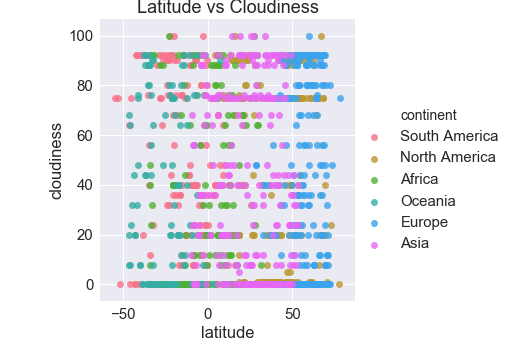 Latitude vs Cloudiness
100
80
60
40
20
0
cloudiness
−50
0
50
latitude
continent
South America
North America
Africa
Oceania
Europe
Asia